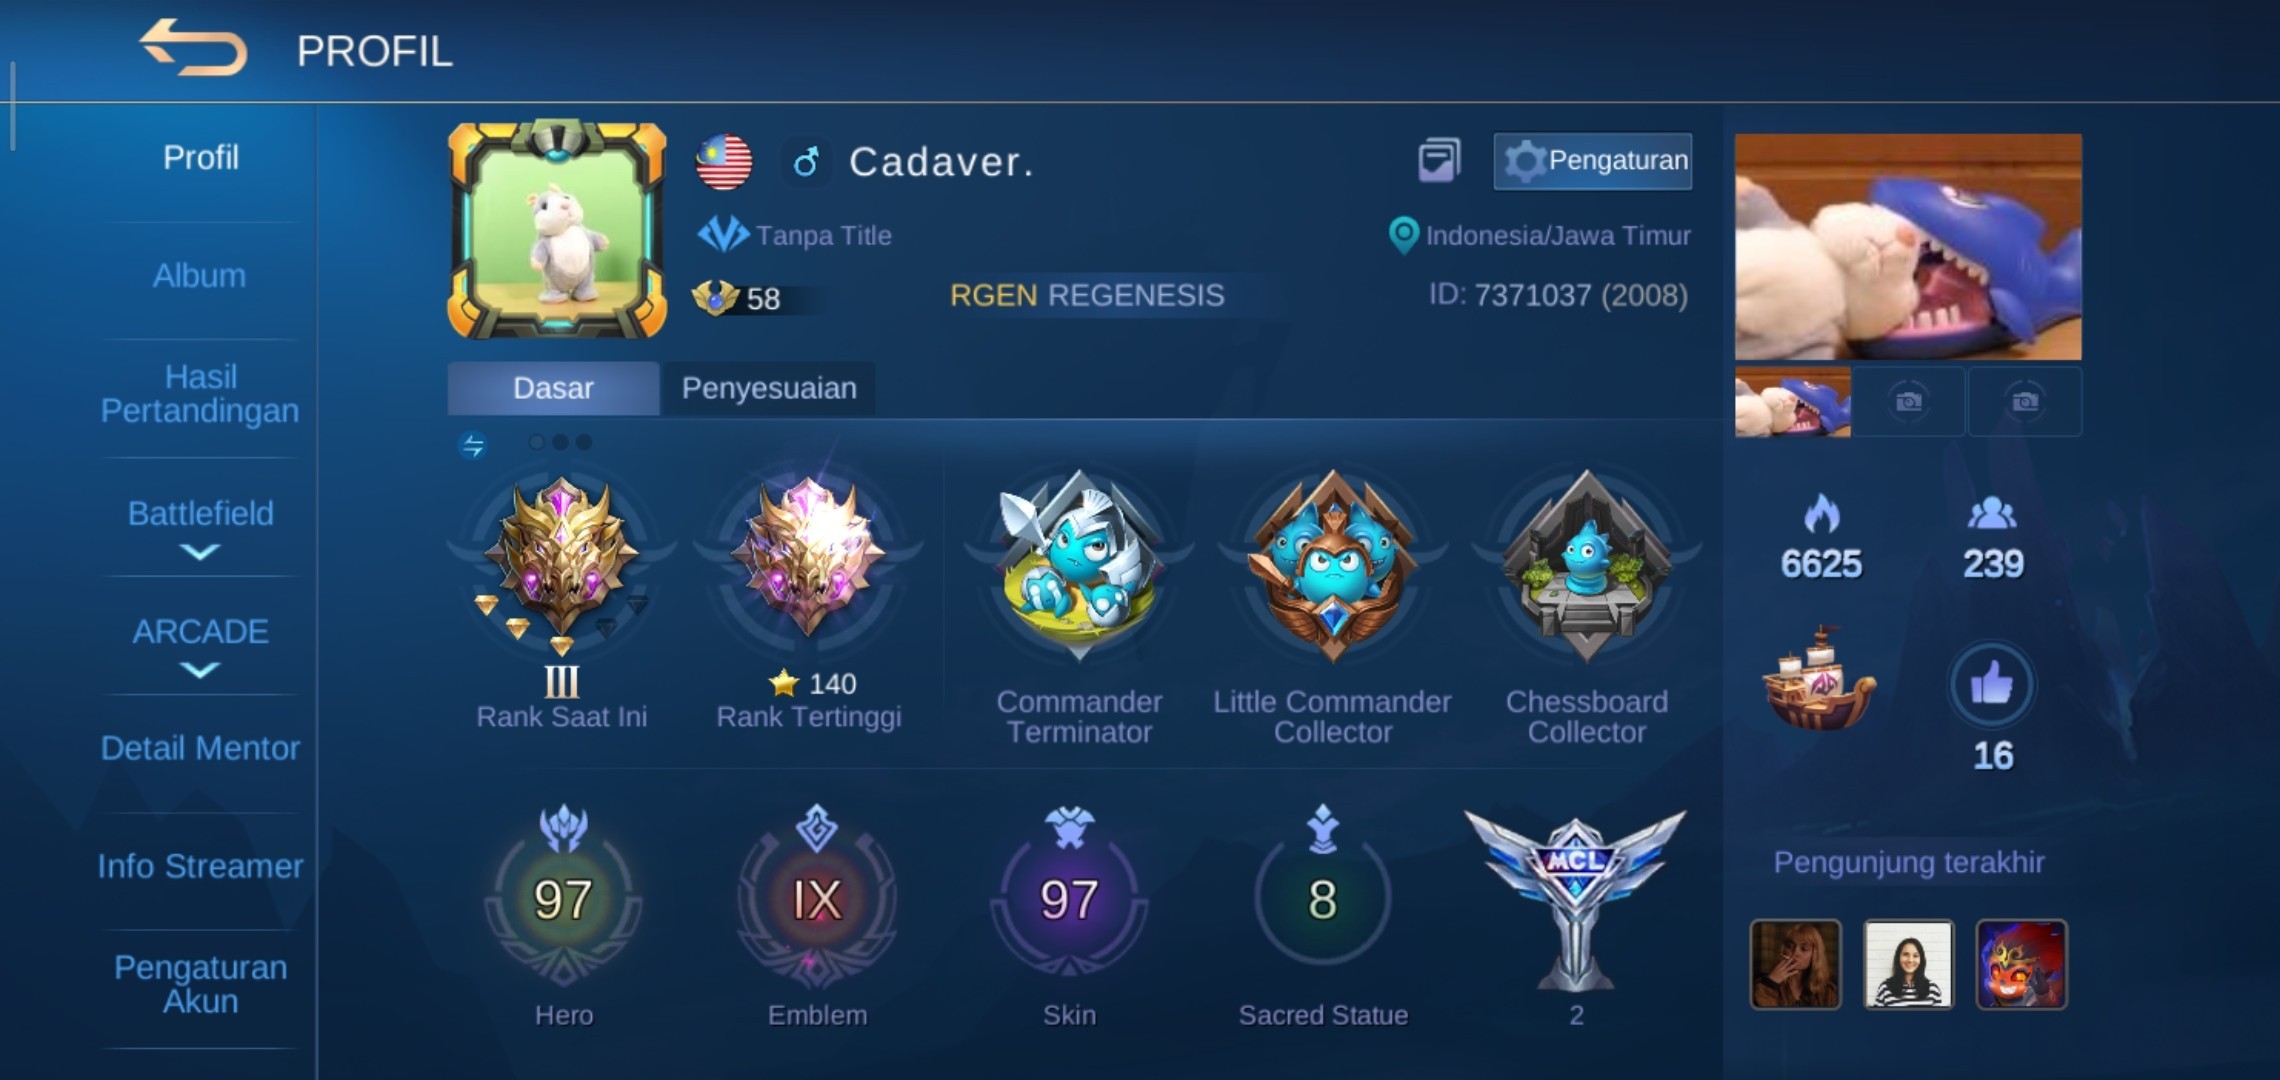 PROFIL
Profil
Album
Hasil
Pertandingan
Battlefield
ARCADE
Detail Mentor
Info Streamer
Pengaturan
Akun
Cadaver.
Pengaturan
Tanpa Title
Indonesia/Jawa Timur
58
RGEN REGENESIS
ID: 7371037 (2008)
Dasar
Penyesuaian
III
Rank Saat Ini
140
Rank Tertinggi
Commander
Terminator
Little Commander
Collector
Chessboard
Collector
97
Hero
IX
Emblem
97
Skin
8
Sacred Statue
MCL
2
6625
239
16
Pengunjung terakhir